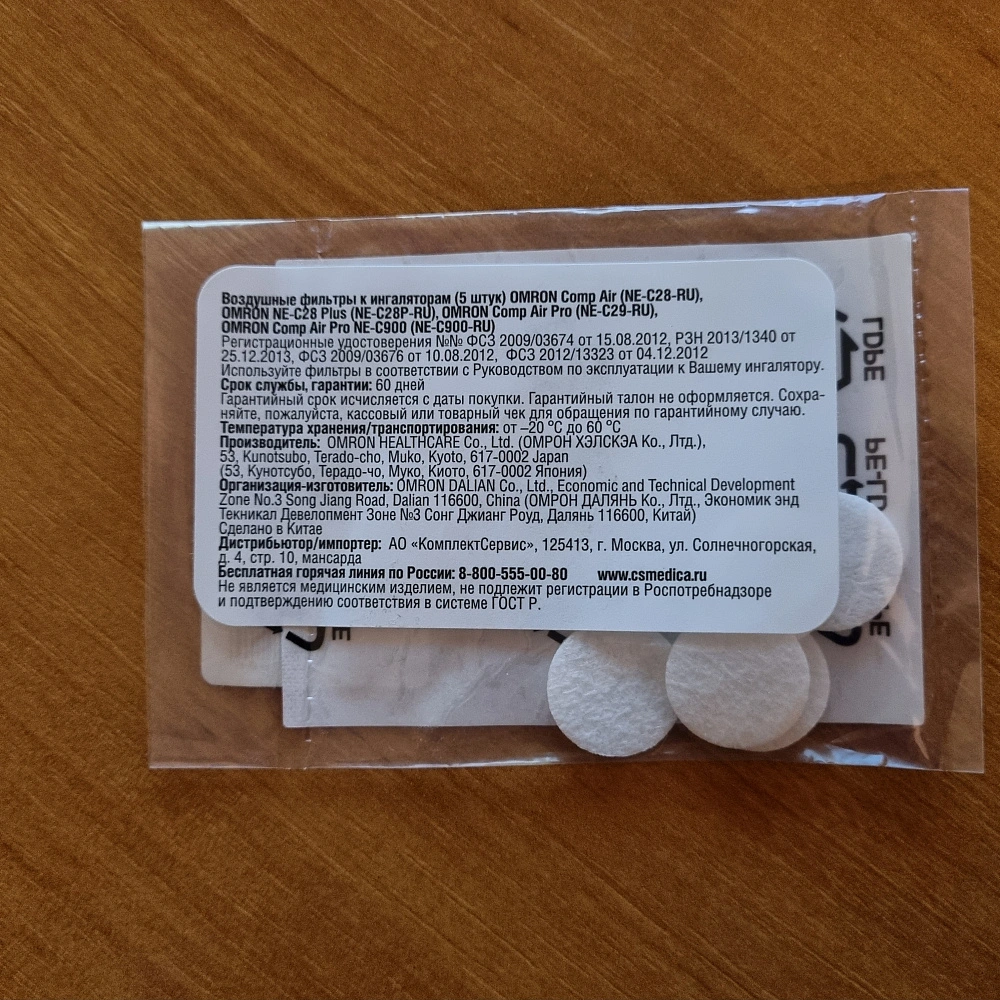 Воздушные фильтры к ингаляторам (5 штук) OMRON Comp Air (NE-C28-RU),
OMRON NE-C28 Plus (NE-C28P-RU), OMRON Comp Air Pro (NE-C29-RU),
OMRON Comp Air Pro NE-C900 (NE-C900-RU)
Регистрационные удостоверения №№ ФСЗ 2009/03674 от 15.08.2012, РЗН 2013/1340 от
25.12.2013, ФСЗ 2009/03676 от 10.08.2012, ФСЗ 2012/13323 от 04.12.2012
Используйте фильтры в соответствии с Руководством по эксплуатации к Вашему ингалятору.
Срок службы, гарантии: 60 дней
Гарантийный срок исчисляется с даты покупки. Гарантийный талон не оформляется. Сохра-
няйте, пожалуйста, кассовый или товарный чек для обращения по гарантийному случаю.
Температура хранения/транспортирования: от –20 °C до 60 °C
Производитель: OMRON HEALTHCARE Co., Ltd. (ОМРОН ХЭЛСКЭА Ко., Лтд.),
53, Kunotsubo, Terado-cho, Muko, Kyoto, 617-0002 Japan
(53, Кунотсубо, Терадо-чо, Муко, Киото, 617-0002 Япония)
Организация-изготовитель: OMRON DALIAN Co., Ltd., Economic and Technical Development
Zone No.3 Song Jiang Road, Dalian 116600, China (ОМРОН ДАЛЯНЬ Ко., Лтд., Экономик энд
Текникал Девелопмент Зоне №3 Сонг Джианг Роуд, Далянь 116600, Китай)
Сделано в Китае
Дистрибьютор/импортер: АО «КомплектСервис», 125413, г. Москва, ул. Солнечногорская,
д. 4, стр. 10, мансарда
Бесплатная горячая линия по России: 8-800-555-00-80 www.csmedica.ru
Не является медицинским изделием, не подлежит регистрации в Роспотребнадзоре
и подтверждению соответствия в системе ГОСТ Р.